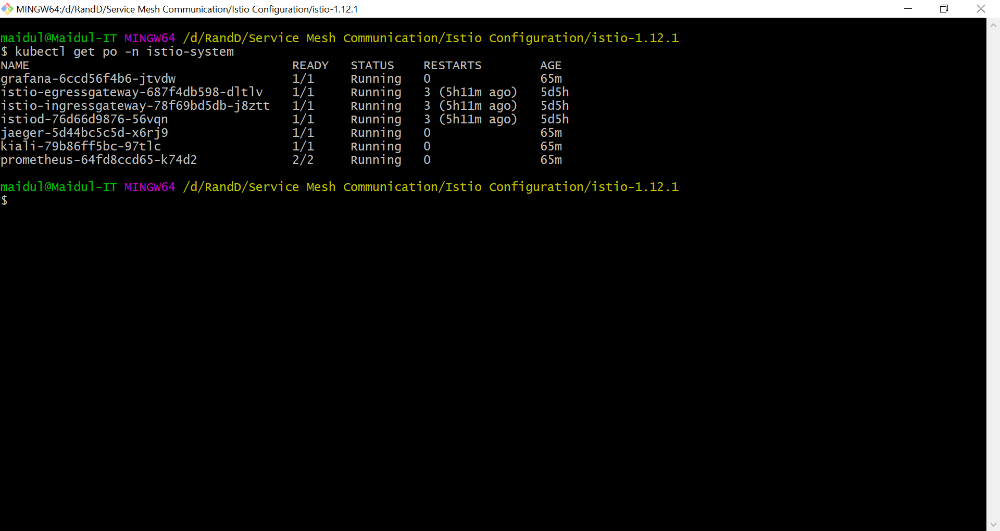 MINGW64:/d/RandD/Service Mesh Communication/Istio Configuration/istio-1.12.1
maidul@Maidul-IT MINGW64 /d/RandD/Service Mesh Communication/Istio Configuration/istio-1.12.1
$ kubectl get po -n istio-system
NAME                                    READY   STATUS    RESTARTS        AGE
grafana-6ccd56f4b6-jtvdw                1/1     Running   0               65m
istio-egressgateway-687f4db598-dltlv    1/1     Running   3 (5h11m ago)   5d5h
istio-ingressgateway-78f69bd5db-j8ztt   1/1     Running   3 (5h11m ago)   5d5h
istiod-76d66d9876-56vqn                 1/1     Running   3 (5h11m ago)   5d5h
jaeger-5d44bc5c5d-x6rj9                 1/1     Running   0               65m
kiali-79b86ff5bc-97tlc                  1/1     Running   0               65m
prometheus-64fd8ccd65-k74d2             2/2     Running   0               65m
maidul@Maidul-IT MINGW64 /d/RandD/Service Mesh Communication/Istio Configuration/istio-1.12.1
$